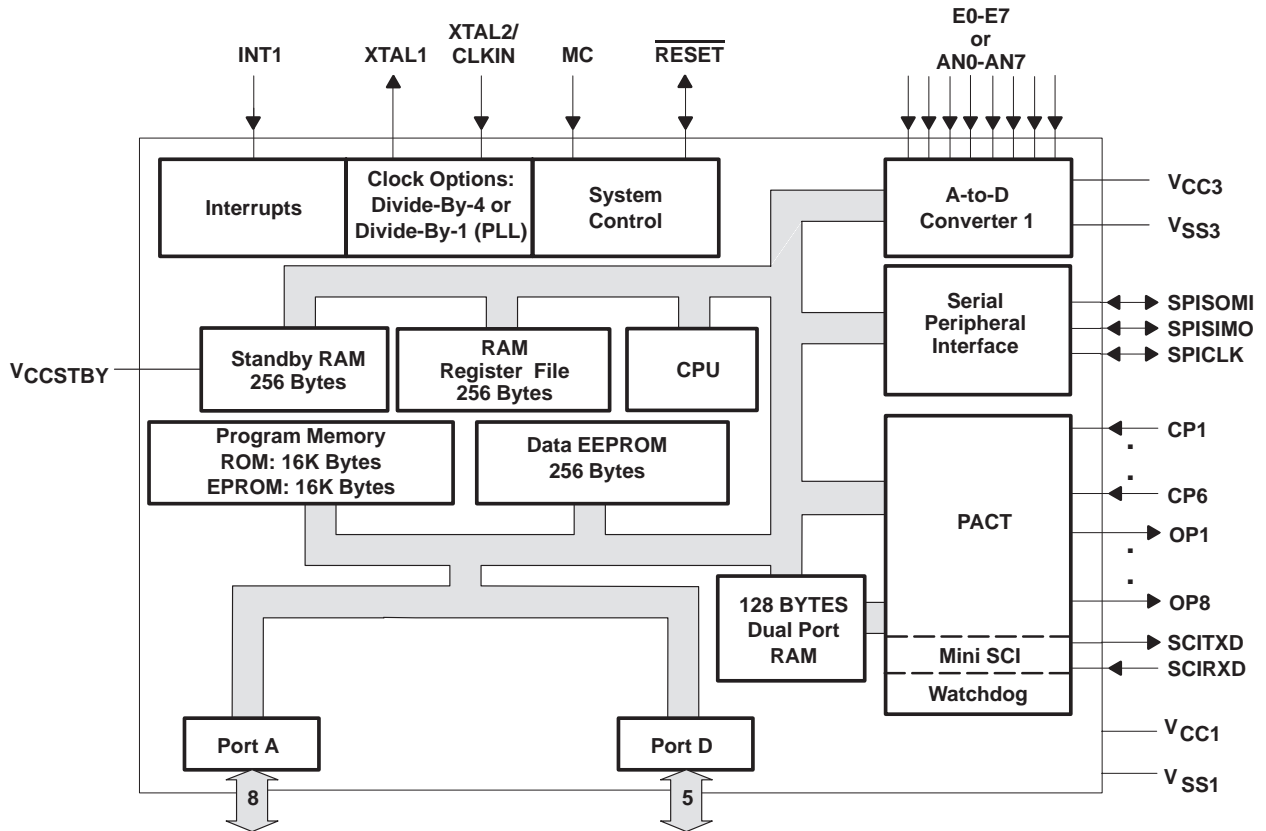 E0-E7
or
AN0-AN7
INT1
XTAL1
XTAL2/
CLKIN
MC
RESET
Interrupts
Clock Options:
Divide-By-4 or
Divide-By-1 (PLL)
System
Control
A-to-D
Converter 1
VCC3
VSS3
Serial
Peripheral
Interface
SPISOMI
SPISIMO
SPICLK
VCCSTBY
Standby RAM
256 Bytes
RAM
Register File
256 Bytes
CPU
Program Memory
ROM: 16K Bytes
EPROM: 16K Bytes
Data EEPROM
256 Bytes
PACT
CP1
CP6
OP1
OP8
128 BYTES
Dual Port
RAM
Mini SCI
Watchdog
SCITXD
SCIRXD
Port A
Port D
VCC1
VSS1
8
5